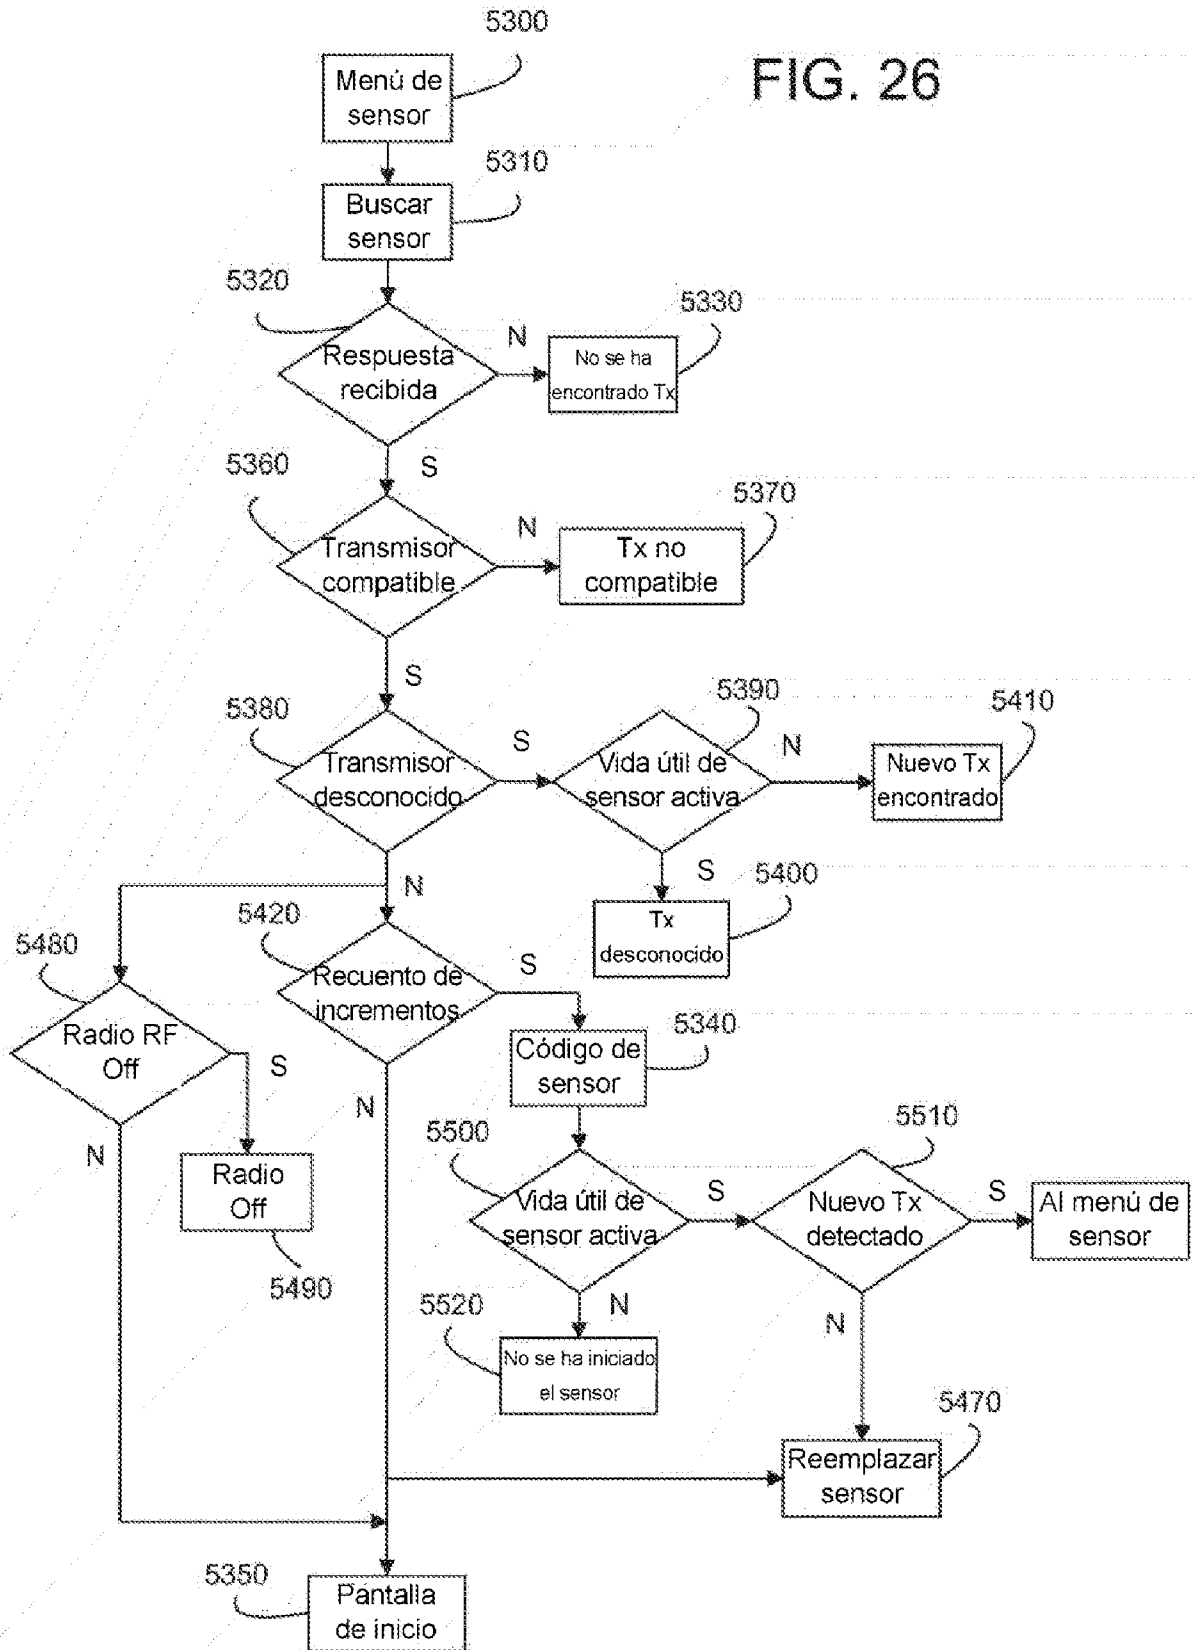 5300
FIG. 26
Menú de
sensor
5310
Buscar
sensor
5320
5330
Respuesta
recibida
N
No se ha
encontrado Tx
S
5360
5370
Transmisor
compatible
N
Tx no
compatible
S
5380
5390
5410
Transmisor
desconocido
S
Vida útil de
sensor activa
N
Nuevo Tx
encontrado
N
S
5400
Tx
desconocido
5480
5420
Recuento de
incrementos
S
5340
Radio RF
Off
S
Código de
sensor
N
N
Radio
Off
5490
5500
5510
Vida útil de
sensor activa
S
Nuevo Tx
detectado
S
Al menú de
sensor
5520
N
N
No se ha iniciado
el sensor
5470
Reemplazar
sensor
5350
Pantalla
de inicio